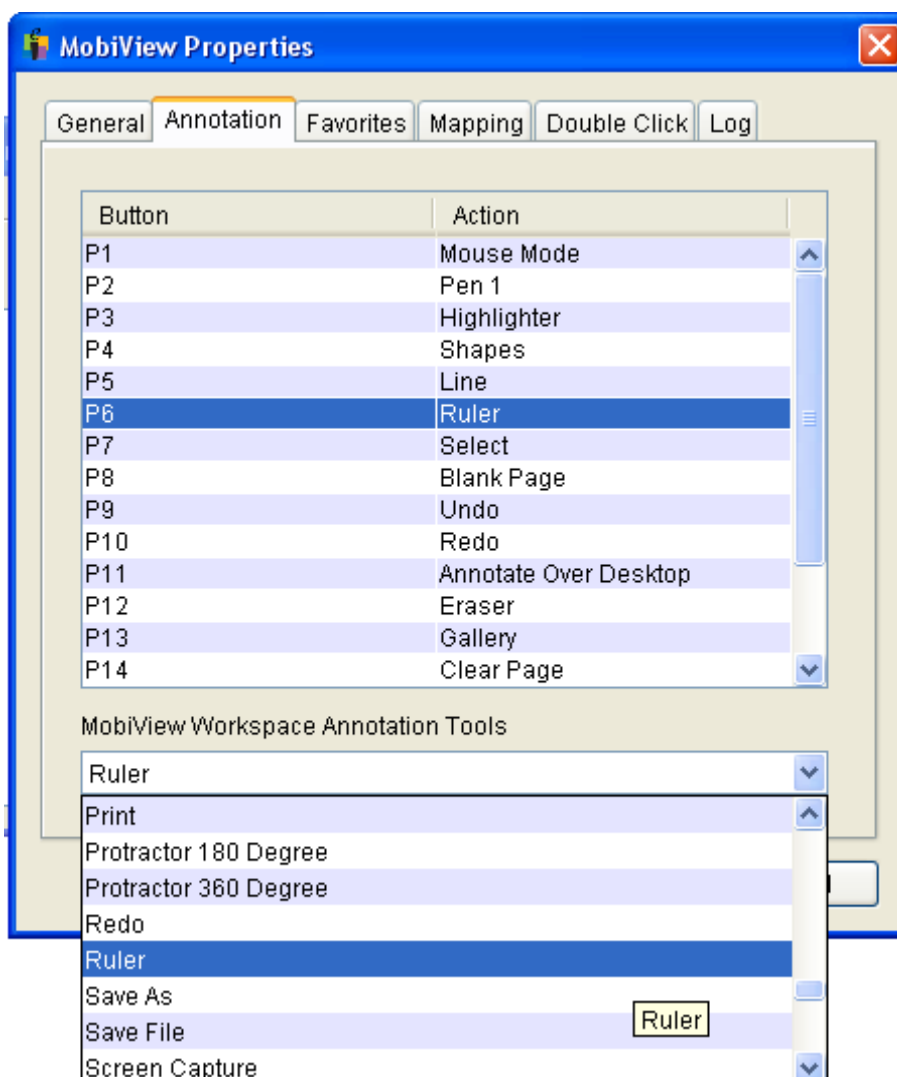 MobiView Properties
General Annotation Favorites Mapping Double Click Log
Button Action
P1 Mouse Mode
P2 Pen 1
P3 Highlighter
P4 Shapes
P5 Line
P6 Ruler
P7 Select
P8 Blank Page
P9 Undo
P10 Redo
P11 Annotate Over Desktop
P12 Eraser
P13 Gallery
P14 Clear Page
MobiView Workspace Annotation Tools
Ruler
Print
Protractor 180 Degree
Protractor 360 Degree
Redo
Ruler
Save As
Ruler
Save File
Screen Capture